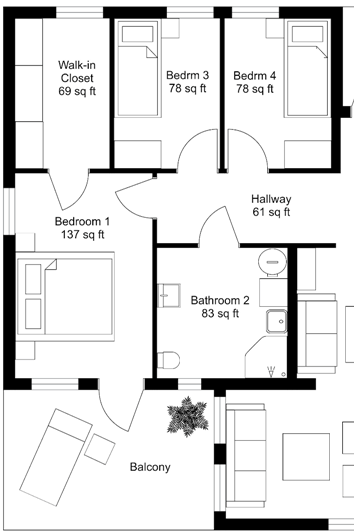 Walk-in
Closet
69 sq ft
Bedrm 3
78 sq ft
Bedrm 4
78 sq ft
Hallway
61 sq ft
Bedroom 1
137 sq ft
Bathroom 2
83 sq ft
Balcony